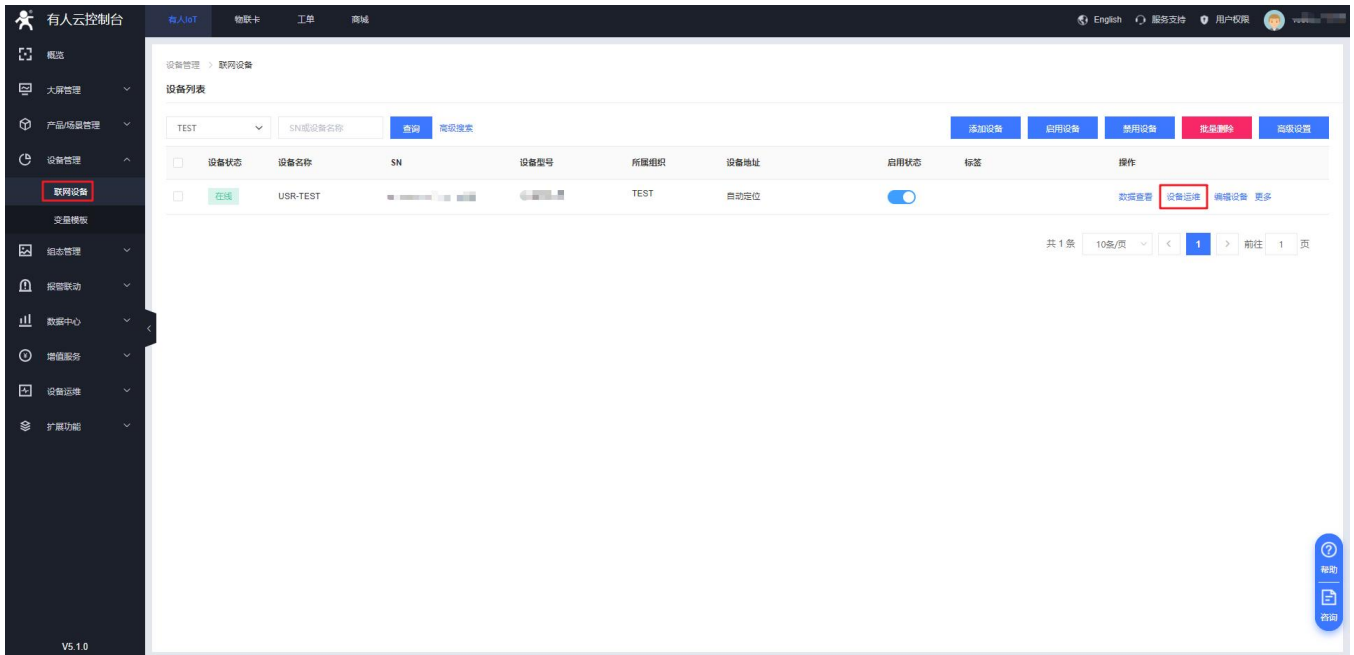 有人云控制台 有人IoT 物联卡 工单 商城 English 服务支持 用户权限
概览
设备管理 > 联网设备
大屏管理 设备列表
产品/场景管理 TEST SN或设备名称 查询 高级搜索 添加设备 启用设备 禁用设备 批量删除 高级设置
设备管理 设备状态 设备名称 SN 设备型号 所属组织 设备地址 启用状态 标签 操作
联网设备 在线 USR-TEST TEST 自动定位 数据查看 设备运维 编辑设备 更多
变量模板
组态管理 共 1 条 10条/页 < 1 > 前往 1 页
报警联动
数据中心
增值服务
设备运维
扩展功能
帮助
咨询
V5.1.0